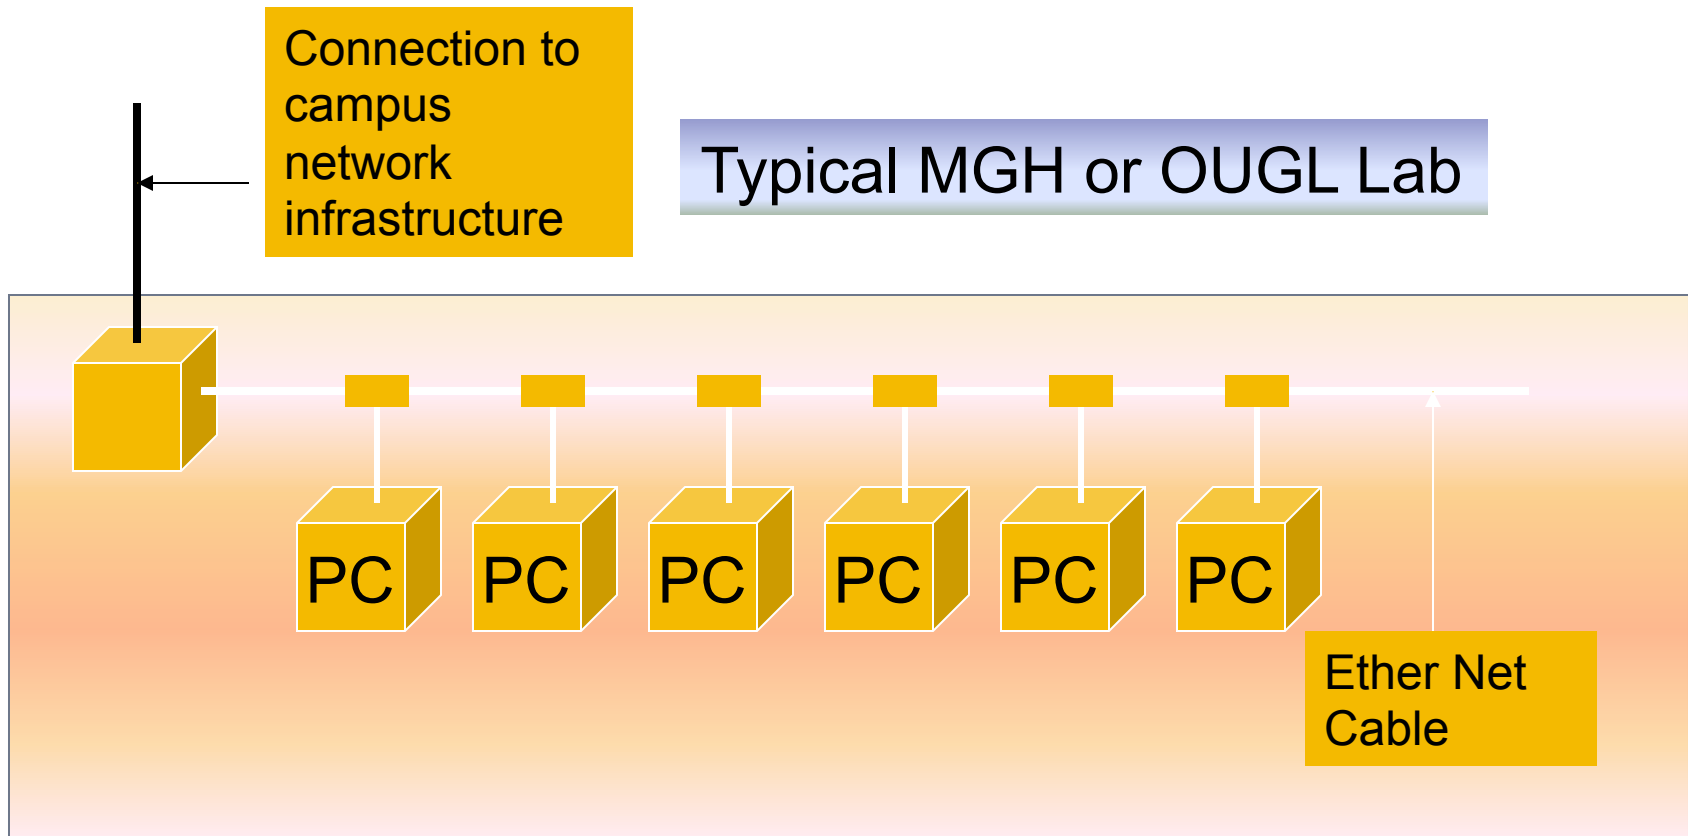 Connection to
campus
network
infrastructure
Typical MGH or OUGL Lab
PC
PC
PC
PC
PC
PC
Ether Net
Cable